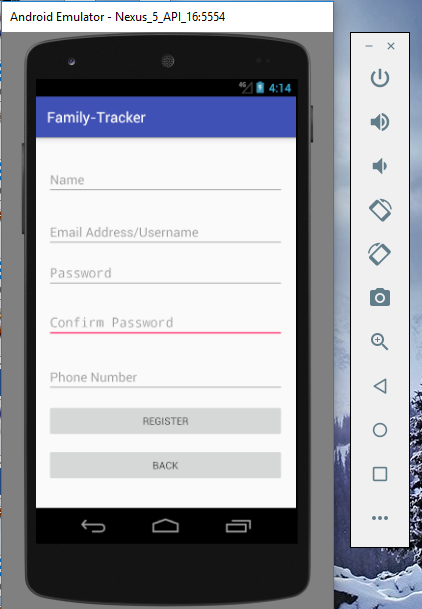 Android Emulator - Nexus_5_API_16:5554
4G 4:14
Family-Tracker
Name
Email Address/Username
Password
Confirm Password
Phone Number
REGISTER
BACK